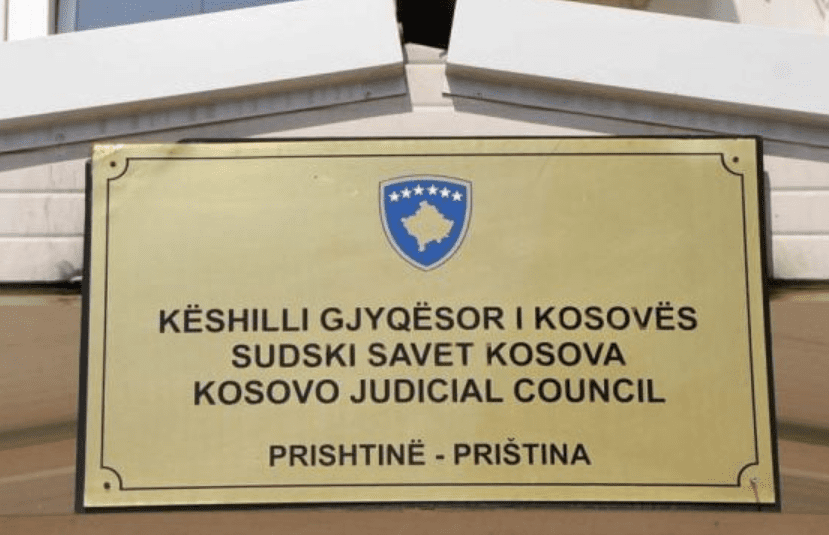 KËSHILLI GJYQËSOR I KOSOVËS
SUDSKI SAVET KOSOVA
KOSOVO JUDICIAL COUNCIL
PRISHTINË - PRIŠTINA